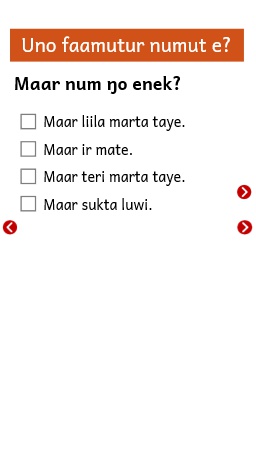 Uno faamutur numut e?
Maar num ŋo enek?
Maar liila marta taye.
Maar ir mate.
Maar teri marta taye.
Maar sukta luwi.